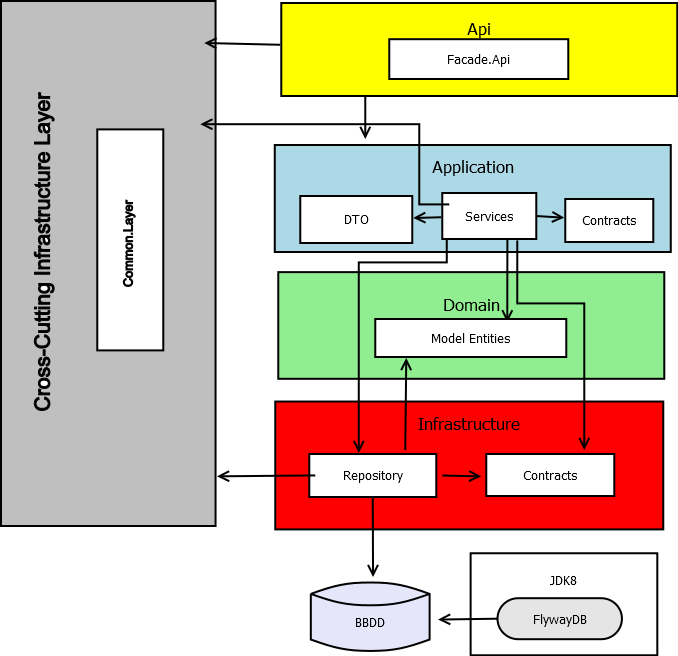 Cross-Cutting Infrastructure Layer
Common.Layer
Api
Facade.Api
Application
DTO
Services
Contracts
Domain
Model Entities
Infrastructure
Repository
Contracts
BBDD
JDK8
FlywayDB